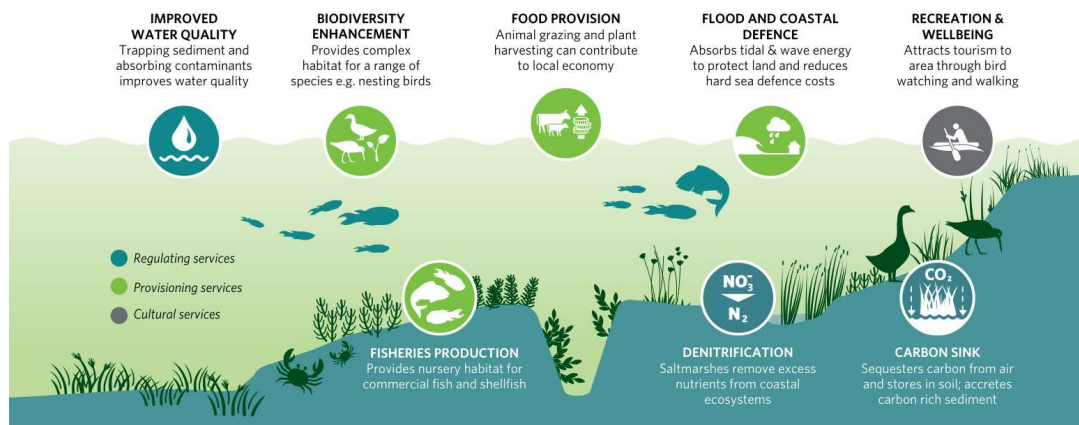 IMPROVED
WATER QUALITY
Trapping sediment and
absorbing contaminants
improves water quality
BIODIVERSITY
ENHANCEMENT
Provides complex
habitat for a range of
species e.g. nesting birds
FOOD PROVISION
Animal grazing and plant
harvesting can contribute
to local economy
FLOOD AND COASTAL
DEFENCE
Absorbs tidal & wave energy
to protect land and reduces
hard sea defence costs
RECREATION &
WELLBEING
Attracts tourism to
area through bird
watching and walking
Regulating services
Provisioning services
Cultural services
FISHERIES PRODUCTION
Provides nursery habitat for
commercial fish and shellfish
NO₃⁻
N₂
DENITRIFICATION
Saltmarshes remove excess
nutrients from coastal
ecosystems
CO₂
CARBON SINK
Sequesters carbon from air
and stores in soil; accretes
carbon rich sediment